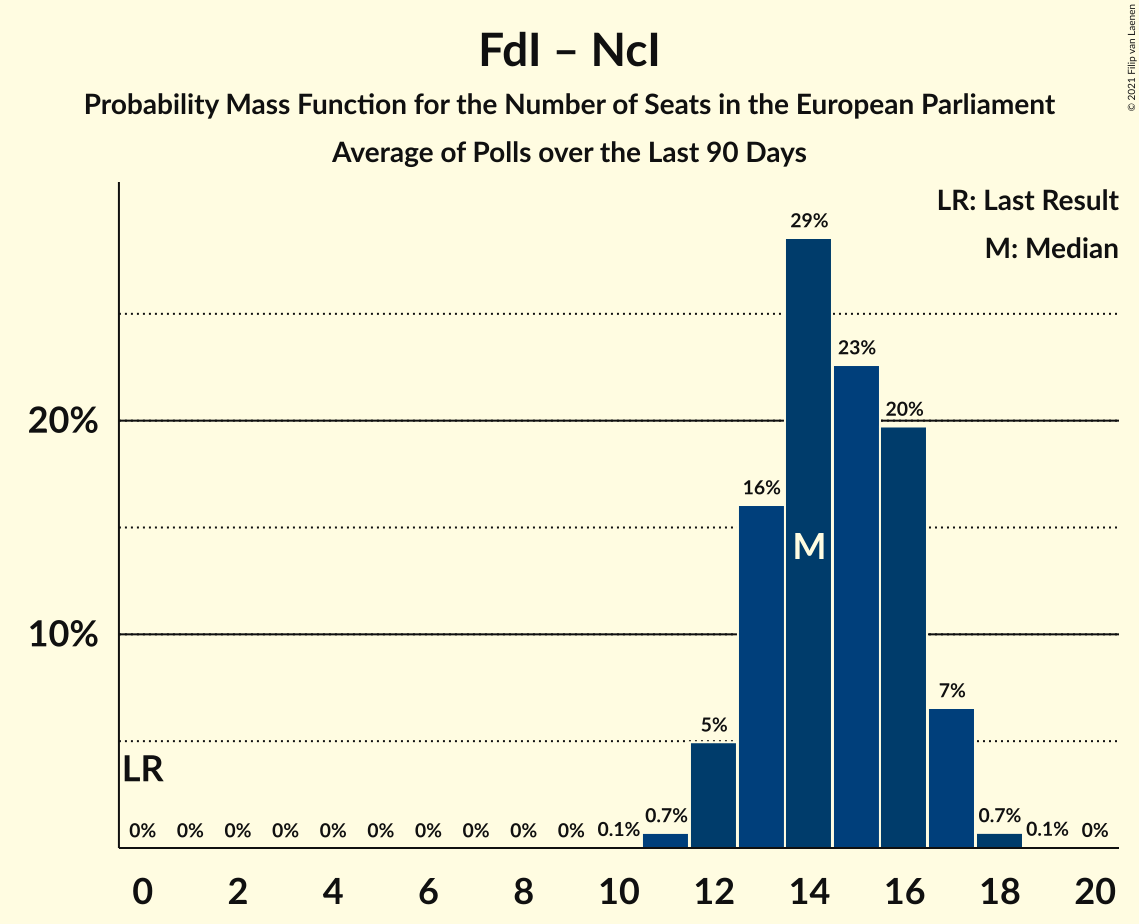 FdI – NcI
Probability Mass Function for the Number of Seats in the European Parliament
Average of Polls over the Last 90 Days
© 2021 Filip van Laenen
LR: Last Result
M: Median
29%
23%
20%
20%
16%
M
10%
7%
5%
LR
0% 0% 0% 0% 0% 0% 0% 0% 0% 0% 0.1% 0.7% 0.7% 0.1% 0%
0 2 4 6 8 10 12 14 16 18 20